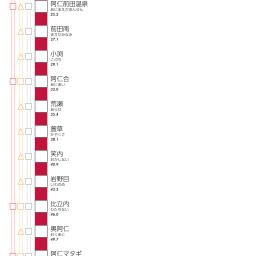 阿仁前田温泉
あにまえだおんせん
25.2
前田南
まえだみなみ
27.1
小渕
こぶち
29.1
阿仁合
あにあい
33.0
荒瀬
あらせ
35.4
萱草
かやくさ
38.1
笑内
おかしない
40.9
岩野目
いわのめ
43.3
比立内
ひたちない
46.0
奥阿仁
おくあに
49.7
阿仁マタギ